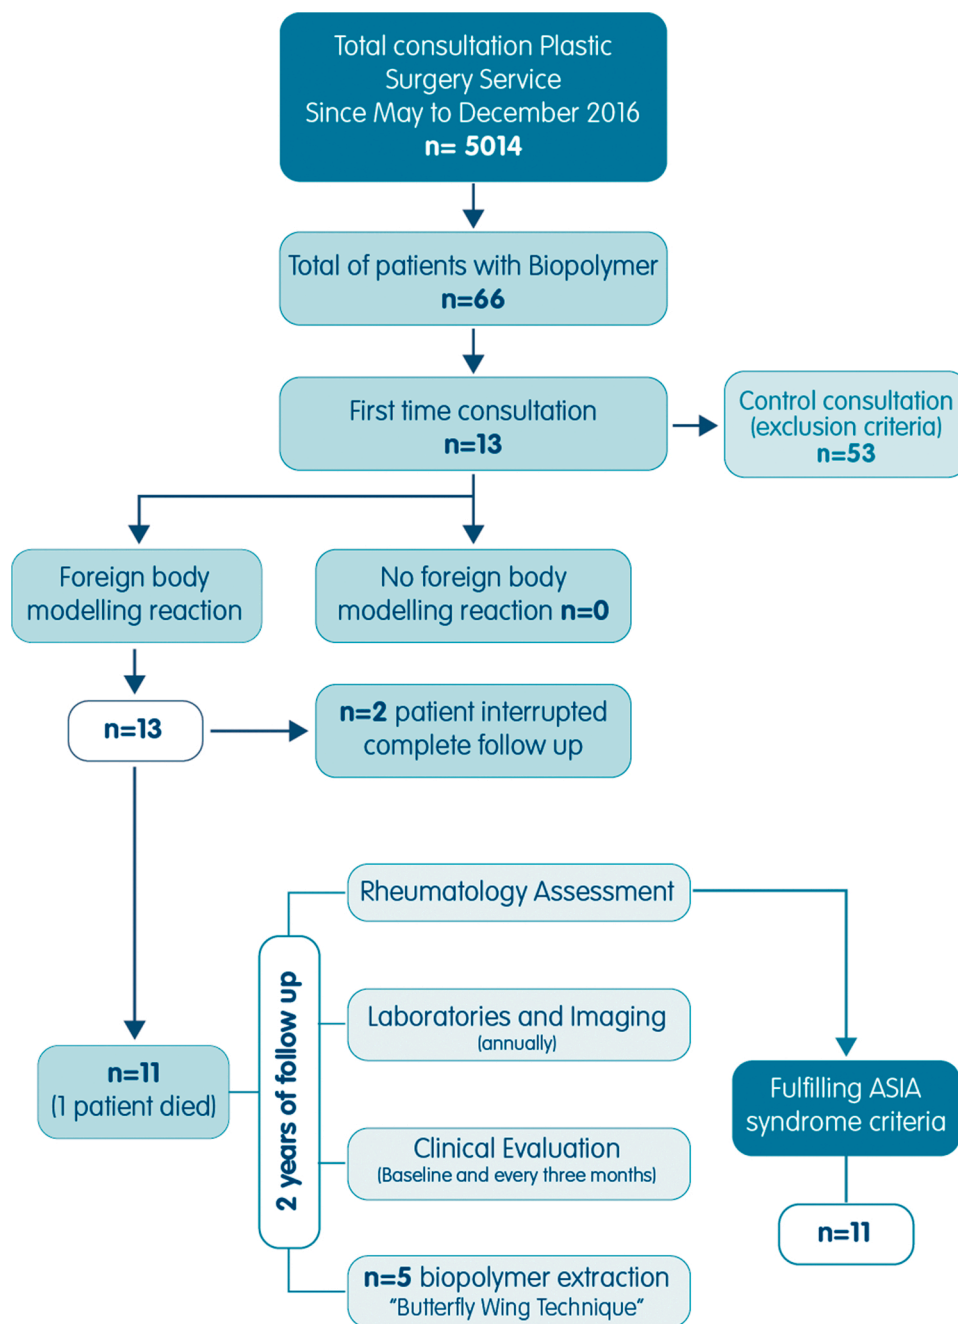 Total consultation Plastic
Surgery Service
Since May to December 2016
n= 5014
Total of patients with Biopolymer
n=66
First time consultation
n=13
Control consultation
(exclusion criteria)
n=53
Foreign body
modelling reaction
No foreign body
modelling reaction n=0
n=13
n=2 patient interrupted
complete follow up
n=11
(1 patient died)
2 years of follow up
Rheumatology Assessment
Laboratories and Imaging
(annually)
Clinical Evaluation
(Baseline and every three months)
n=5 biopolymer extraction
"Butterfly Wing Technique"
Fulfilling ASIA
syndrome criteria
n=11